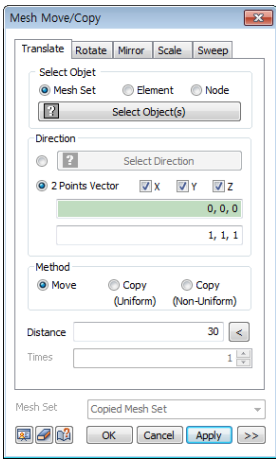 Mesh Move/Copy
Translate Rotate Mirror Scale Sweep
Select Objet
Mesh Set Element Node
? Select Object(s)
Direction
? Select Direction
2 Points Vector X Y Z
0, 0, 0
1, 1, 1
Method
Move Copy (Uniform) Copy (Non-Uniform)
Distance 30 <
Times 1
Mesh Set Copied Mesh Set
OK Cancel Apply >>